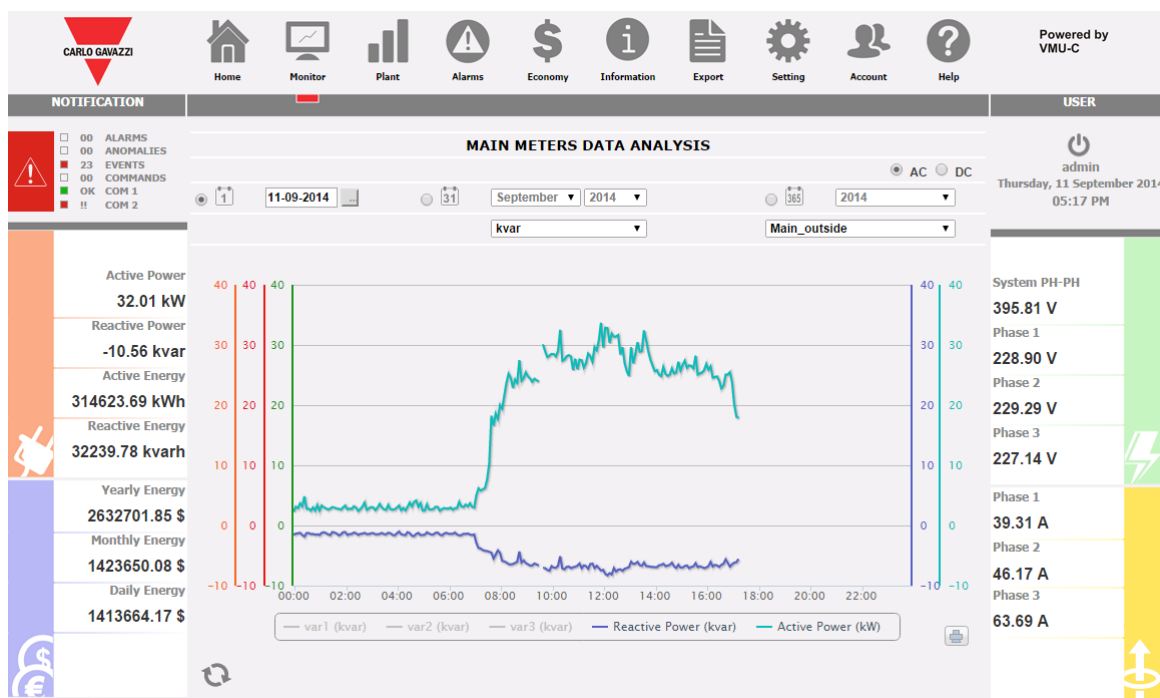 CARLO GAVAZZI
Home
Monitor
Plant
Alarms
Economy
Information
Export
Setting
Account
Help
Powered by
VMU-C
NOTIFICATION
USER
00 ALARMS
00 ANOMALIES
23 EVENTS
00 COMMANDS
OK COM 1
!! COM 2
MAIN METERS DATA ANALYSIS
AC DC
1 11-09-2014 ... 31 September 2014 365 2014
kvar Main_outside
admin
Thursday, 11 September 2014
05:17 PM
Active Power
32.01 kW
Reactive Power
-10.56 kvar
Active Energy
314623.69 kWh
Reactive Energy
32239.78 kvarh
Yearly Energy
2632701.85 $
Monthly Energy
1423650.08 $
Daily Energy
1413664.17 $
$
€
40 40 40 40 40
30 30 30 30 30
20 20 20 20 20
10 10 10 10 10
0 0 0 0 0
-10 -10 -10 -10 -10
00:00 02:00 04:00 06:00 08:00 10:00 12:00 14:00 16:00 18:00 20:00 22:00
var1 (kvar) var2 (kvar) var3 (kvar) Reactive Power (kvar) Active Power (kW)
System PH-PH
395.81 V
Phase 1
228.90 V
Phase 2
229.29 V
Phase 3
227.14 V
Phase 1
39.31 A
Phase 2
46.17 A
Phase 3
63.69 A